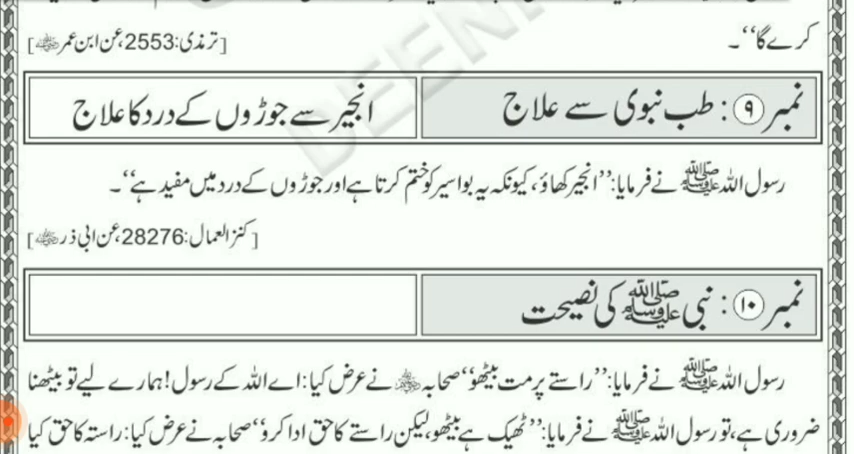 کرے گا‘‘۔ [ترمذی:2553، عن ابن عمر ؓ]
نمبر ⑨ : طب نبوی سے علاج انجیر سے جوڑوں کے درد کا علاج
رسول اللہ ﷺ نے فرمایا: ’’انجیر کھاؤ، کیونکہ یہ بواسیر کو ختم کرتا ہے اور جوڑوں کے درد میں مفید ہے‘‘۔
[کنز العمال:28276، عن ابی ذر ؓ]
نمبر ⑩ : نبی ﷺ کی نصیحت
رسول اللہ ﷺ نے فرمایا: ’’راستے پر مت بیٹھو‘‘ صحابہ ؓ نے عرض کیا: اے اللہ کے رسول! ہمارے لیے تو بیٹھنا
ضروری ہے، تو رسول اللہ ﷺ نے فرمایا: ’’ٹھیک ہے بیٹھو، لیکن راستے کا حق ادا کرو‘‘ صحابہ نے عرض کیا: راستہ کا حق کیا